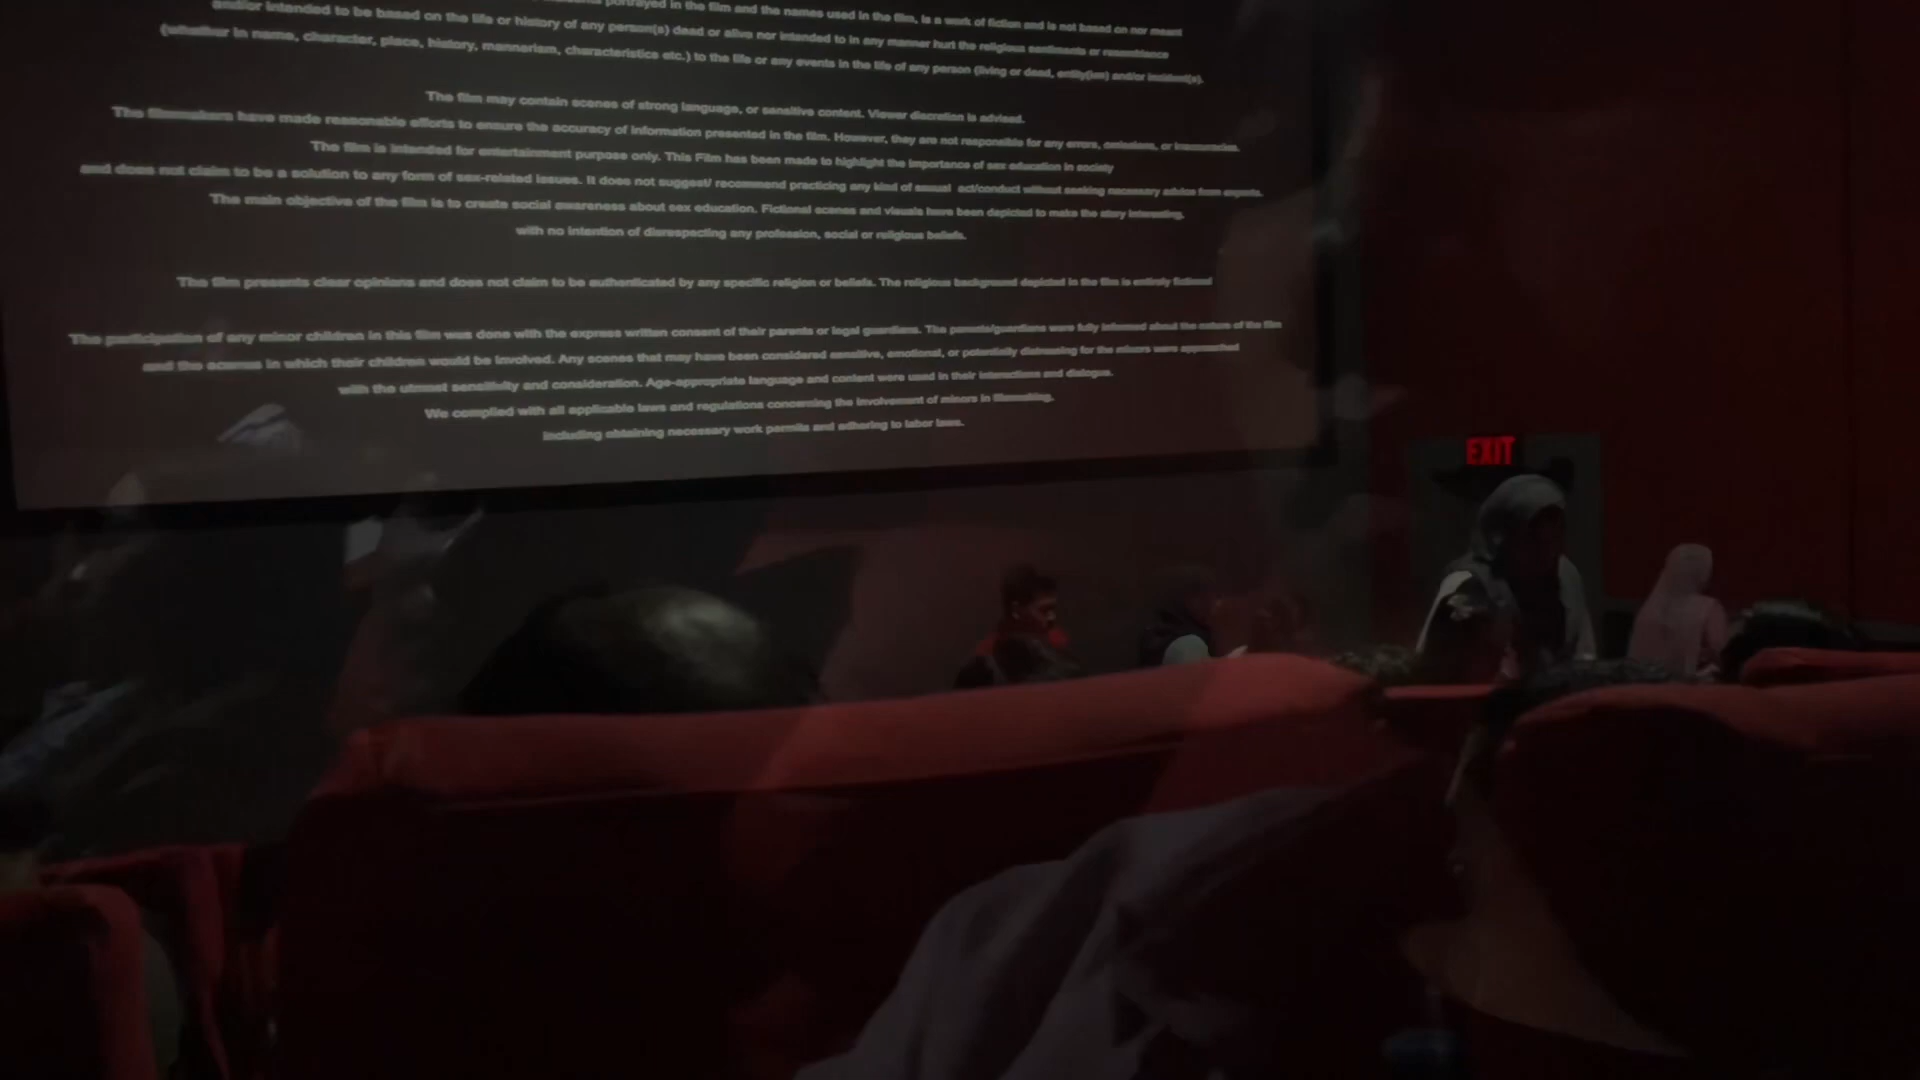 portrayed in the film and the names used in the film, is a work of fiction and is not based on nor meant
and/or intended to be based on the life or history of any person(s) dead or alive nor intended to in any manner hurt the religious sentiments or resemblance
(whether in name, character, place, history, mannerism, characteristics etc.) to the life or any events in the life of any person (living or dead, entity(ies) and/or incident(s).
The film may contain scenes of strong language, or sensitive content. Viewer discretion is advised.
The filmmakers have made reasonable efforts to ensure the accuracy of information presented in the film. However, they are not responsible for any errors, omissions, or inaccuracies.
The film is intended for entertainment purpose only. This Film has been made to highlight the importance of sex education in society
and does not claim to be a solution to any form of sex-related issues. It does not suggest/ recommend practicing any kind of sexual act/conduct without seeking necessary advice from experts.
The main objective of the film is to create social awareness about sex education. Fictional scenes and visuals have been depicted to make the story interesting,
with no intention of disrespecting any profession, social or religious beliefs.
The film presents clear opinions and does not claim to be authenticated by any specific religion or beliefs. The religious background depicted in the film is entirely fictional
The participation of any minor children in this film was done with the express written consent of their parents or legal guardians. The parents/guardians were fully informed about the nature of the film
and the scenes in which their children would be involved. Any scenes that may have been considered sensitive, emotional, or potentially distressing for the minors were approached
with the utmost sensitivity and consideration. Age-appropriate language and content were used in their interactions and dialogue.
We complied with all applicable laws and regulations concerning the involvement of minors in filmmaking,
including obtaining necessary work permits and adhering to labor laws.
EXIT